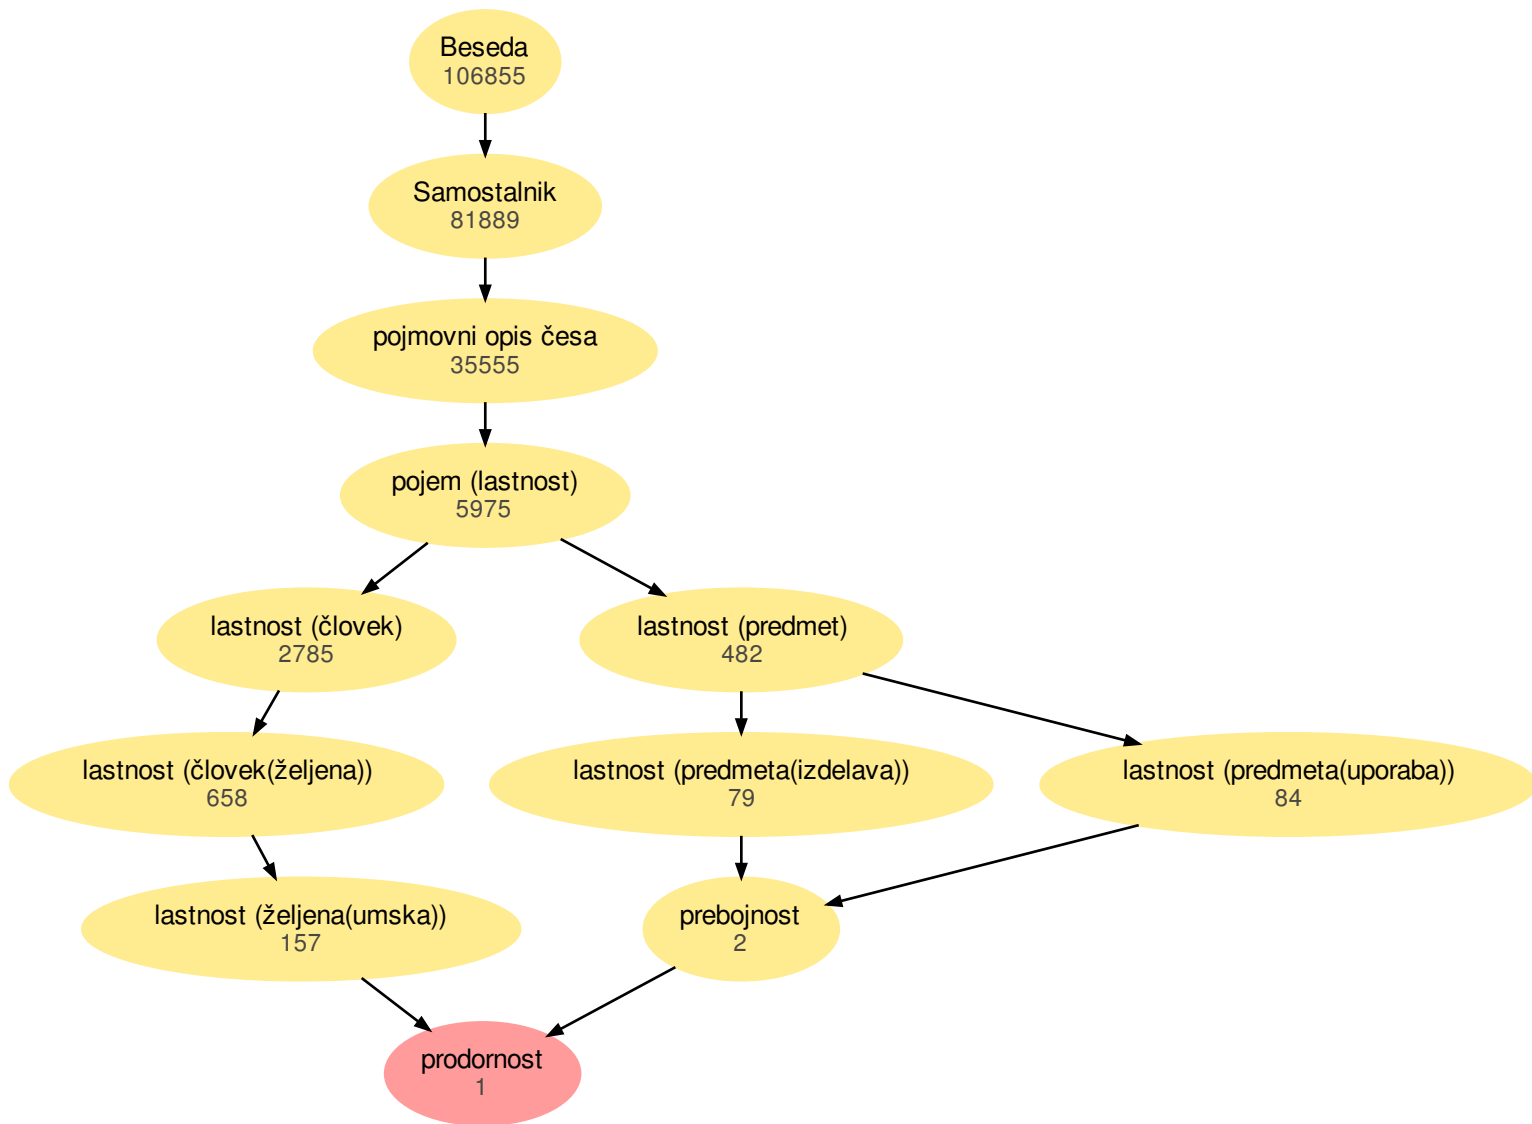 Beseda
106855
Samostalnik
81889
pojmovni opis česa
35555
pojem (lastnost)
5975
lastnost (človek)
2785
lastnost (predmet)
482
lastnost (človek(željena))
658
lastnost (predmeta(izdelava))
79
lastnost (predmeta(uporaba))
84
lastnost (željena(umska))
157
prebojnost
2
prodornost
1